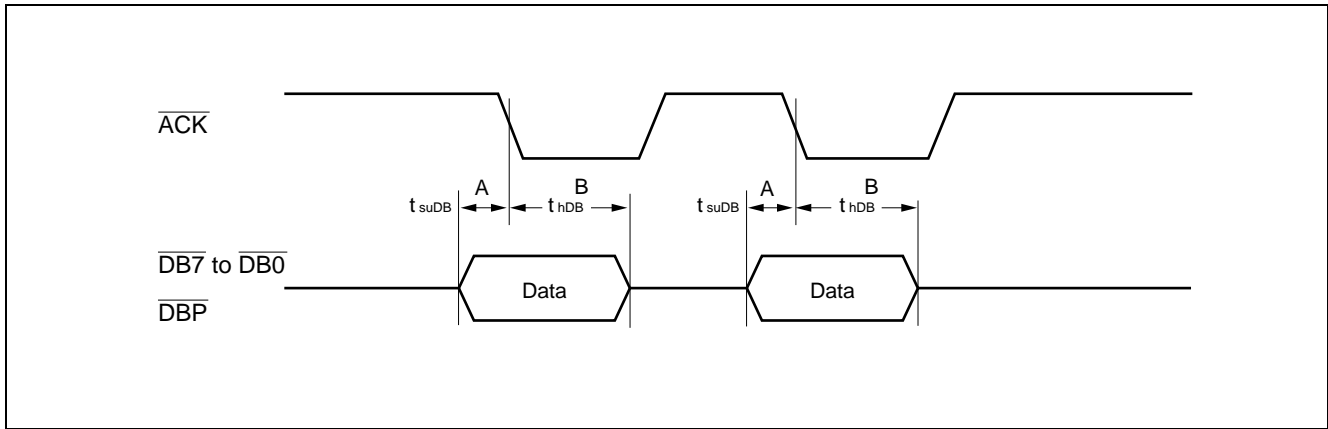 ACK
A B A B
t suDB t hDB t suDB t hDB
DB7 to DB0
Data Data
DBP